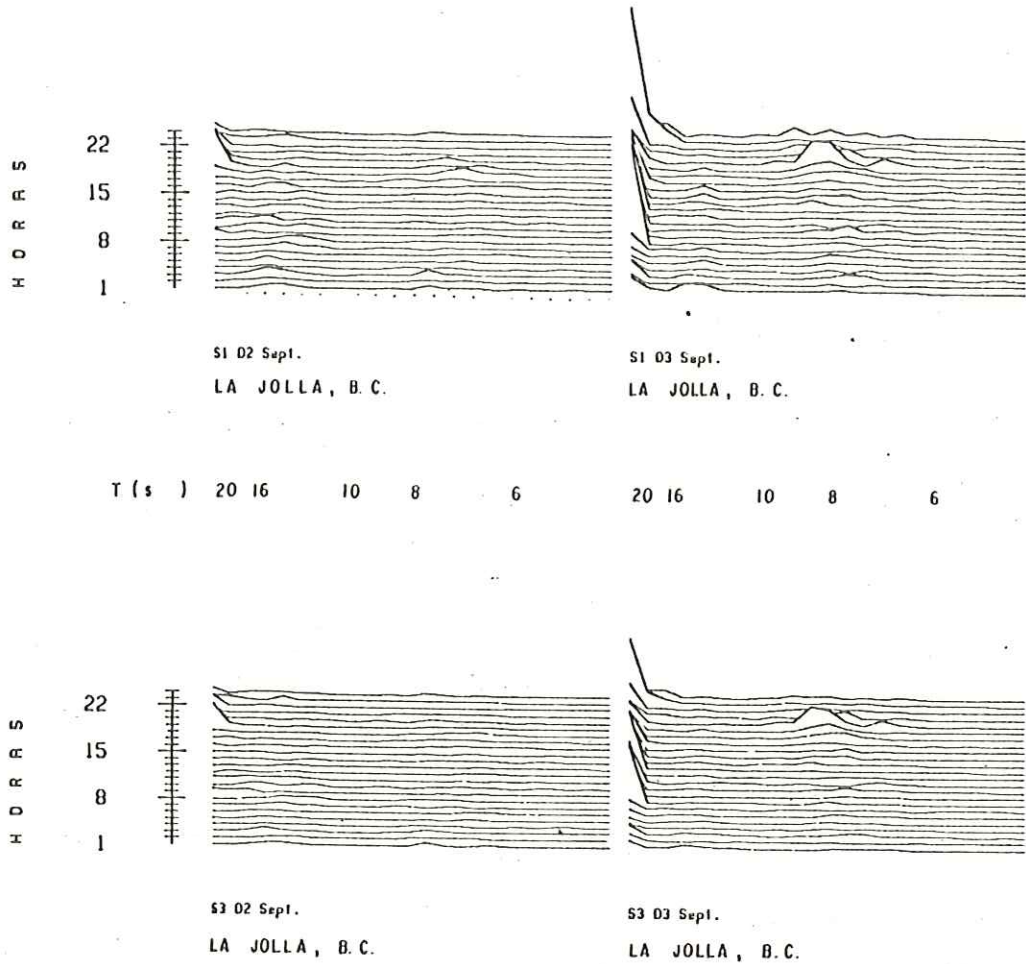 HORAS
22
15
8
1
S1 02 Sept.
LA JOLLA, B.C.
S1 03 Sept.
LA JOLLA, B.C.
T(s ) 20 16 10 8 6
20 16 10 8 6
HORAS
22
15
8
1
S3 02 Sept.
LA JOLLA, B.C.
S3 03 Sept.
LA JOLLA, B.C.